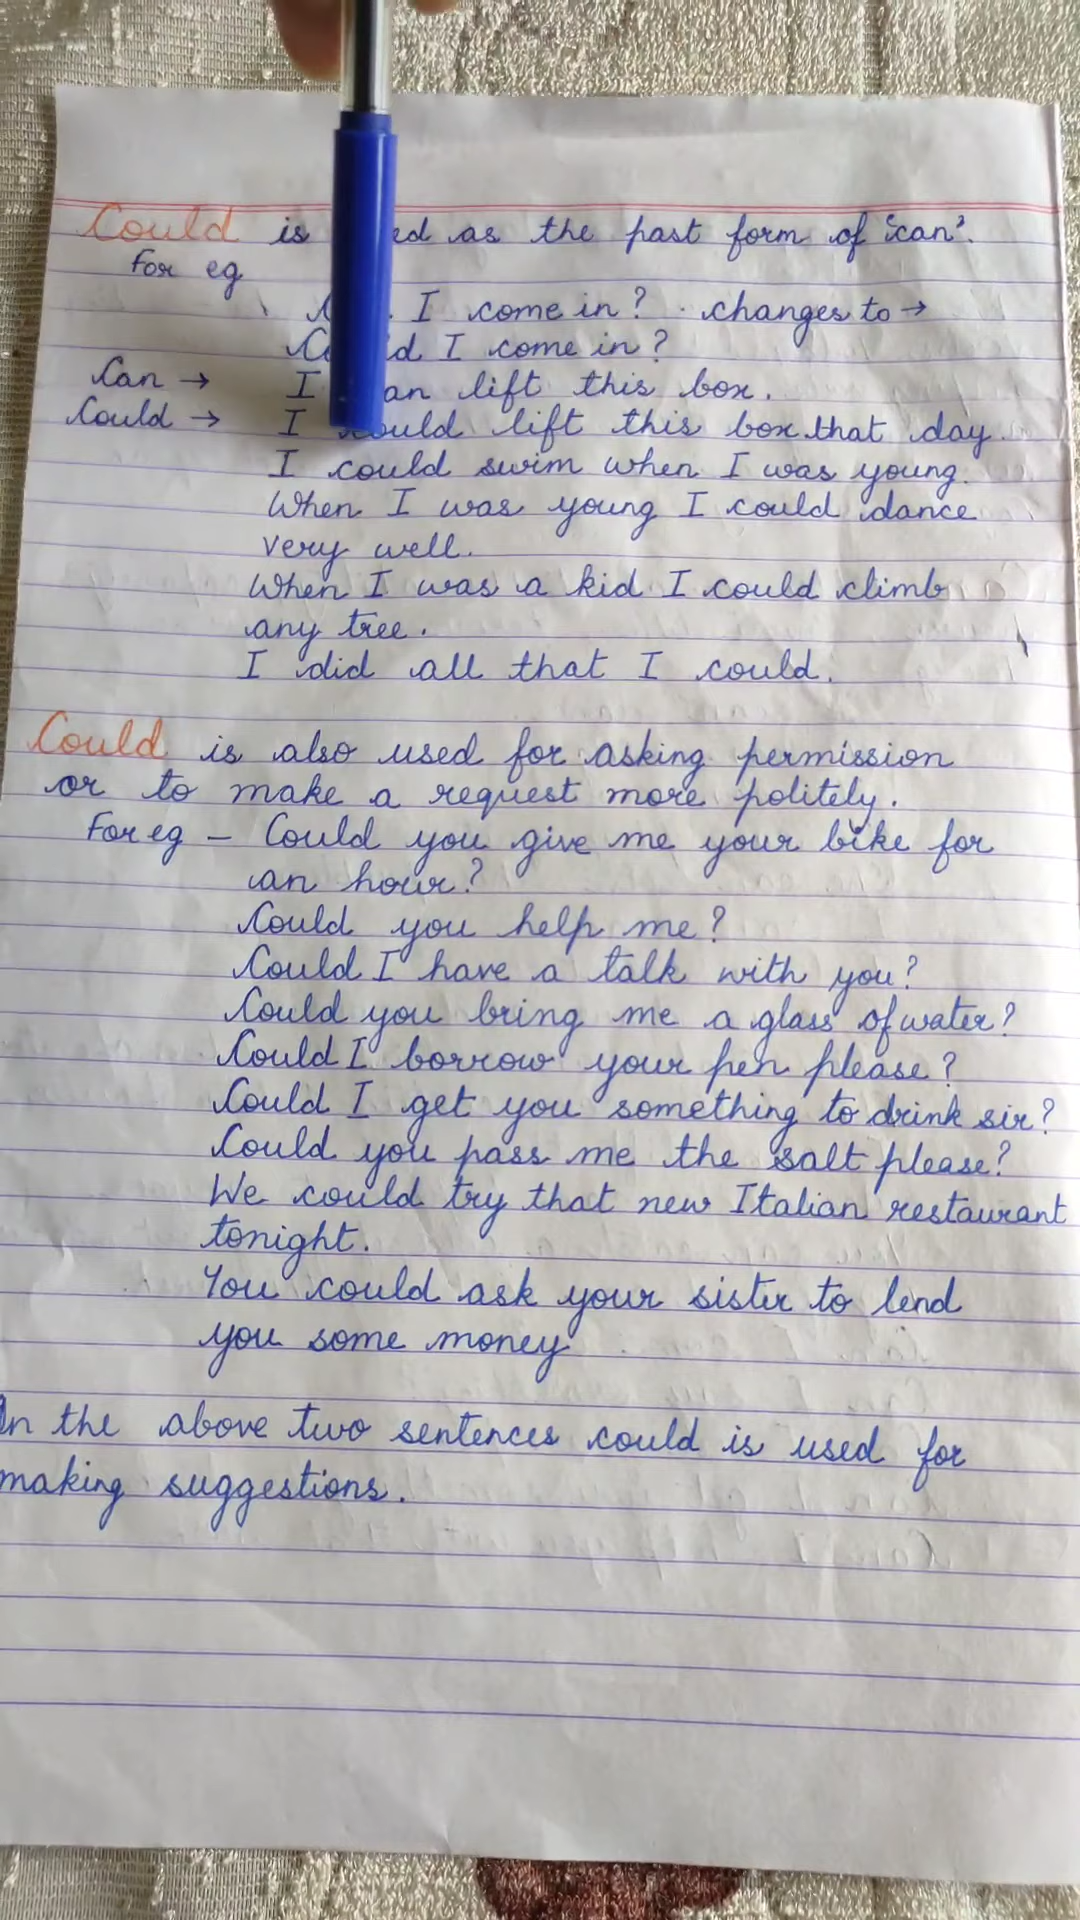 Could is ed as the past form of 'can'.
For eg
I come in? changes to →
Could I come in?
Can → I can lift this box.
Could → I could lift this box that day.
I could swim when I was young.
When I was young I could dance
very well.
When I was a kid I could climb
any tree.
I did all that I could.
Could is also used for asking permission
or to make a request more politely.
For eg – Could you give me your bike for
an hour?
Could you help me?
Could I have a talk with you?
Could you bring me a glass of water?
Could I borrow your pen please?
Could I get you something to drink sir?
Could you pass me the salt please?
We could try that new Italian restaurant
tonight.
You could ask your sister to lend
you some money
In the above two sentences could is used for
making suggestions.